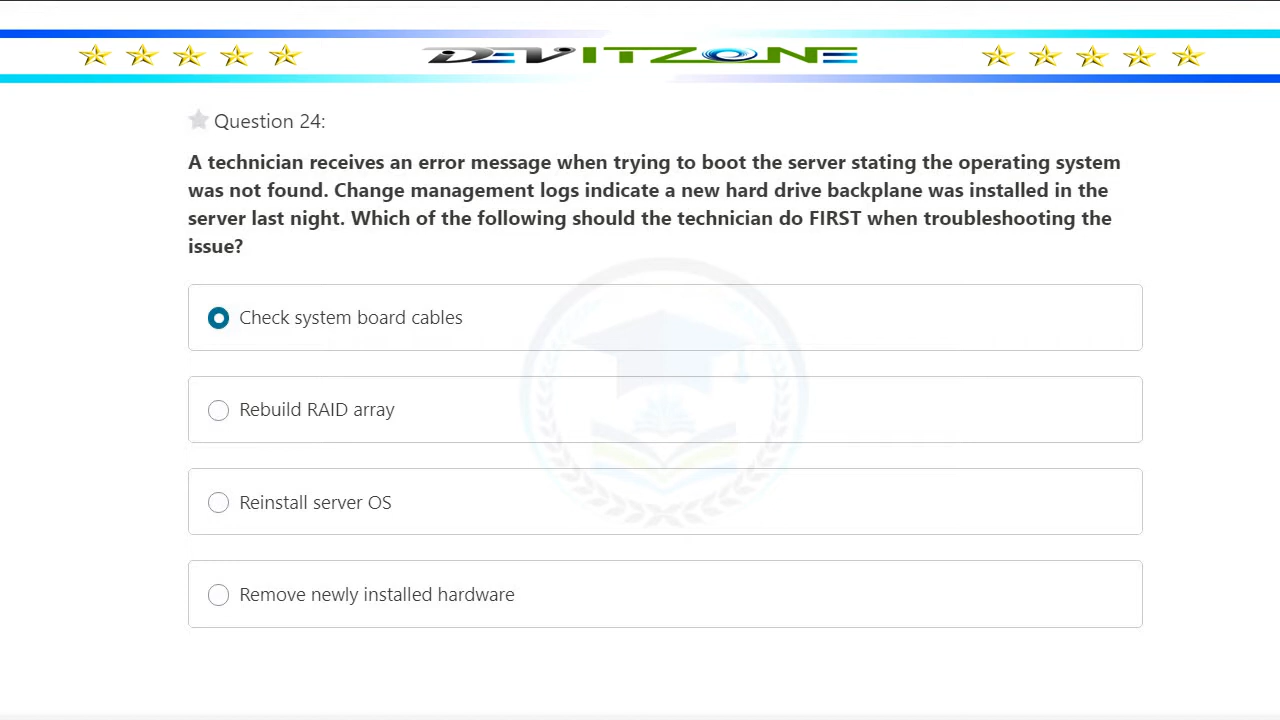 DEVITZONE
Question 24:
A technician receives an error message when trying to boot the server stating the operating system
was not found. Change management logs indicate a new hard drive backplane was installed in the
server last night. Which of the following should the technician do FIRST when troubleshooting the
issue?
Check system board cables
Rebuild RAID array
Reinstall server OS
Remove newly installed hardware